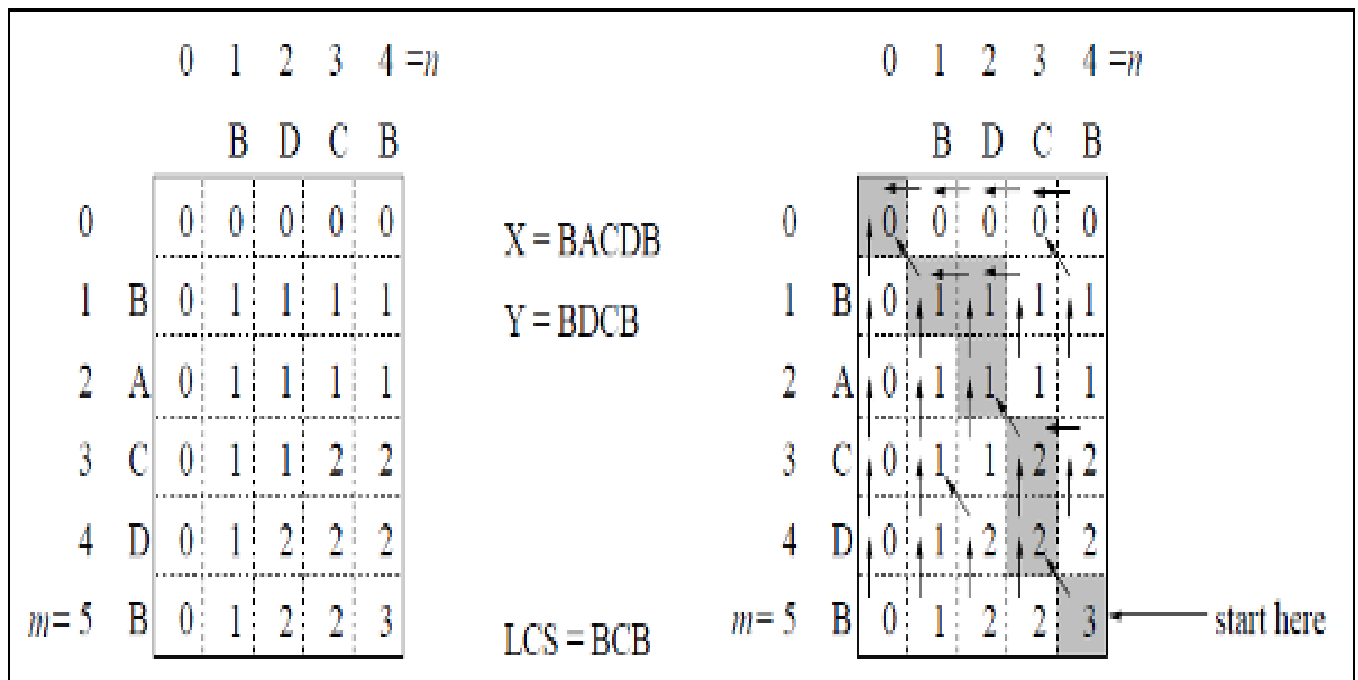 0 1 2 3 4 =n
B D C B
0 0 0 0 0 0
1 B 0 1 1 1 1
2 A 0 1 1 1 1
3 C 0 1 1 2 2
4 D 0 1 2 2 2
m= 5 B 0 1 2 2 3
X = BACDB
Y = BDCB
LCS = BCB
0 1 2 3 4 =n
B D C B
0 0 0 0 0 0
1 B 0 1 1 1 1
2 A 0 1 1 1 1
3 C 0 1 1 2 2
4 D 0 1 2 2 2
m= 5 B 0 1 2 2 3 start here